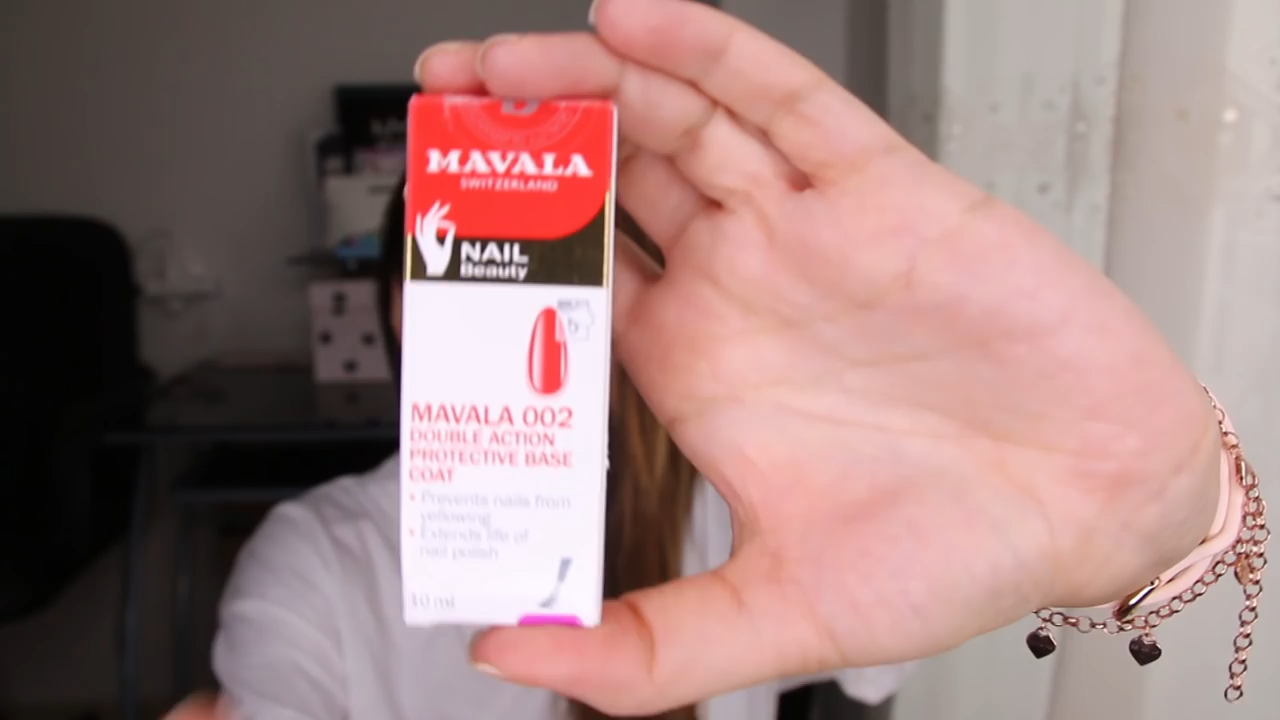 MAVALA
SWITZERLAND
NAIL
Beauty
MAVALA 002
DOUBLE ACTION
PROTECTIVE BASE
COAT
• Prevents nails from
yellowing
• Extends life of
nail polish
10 ml